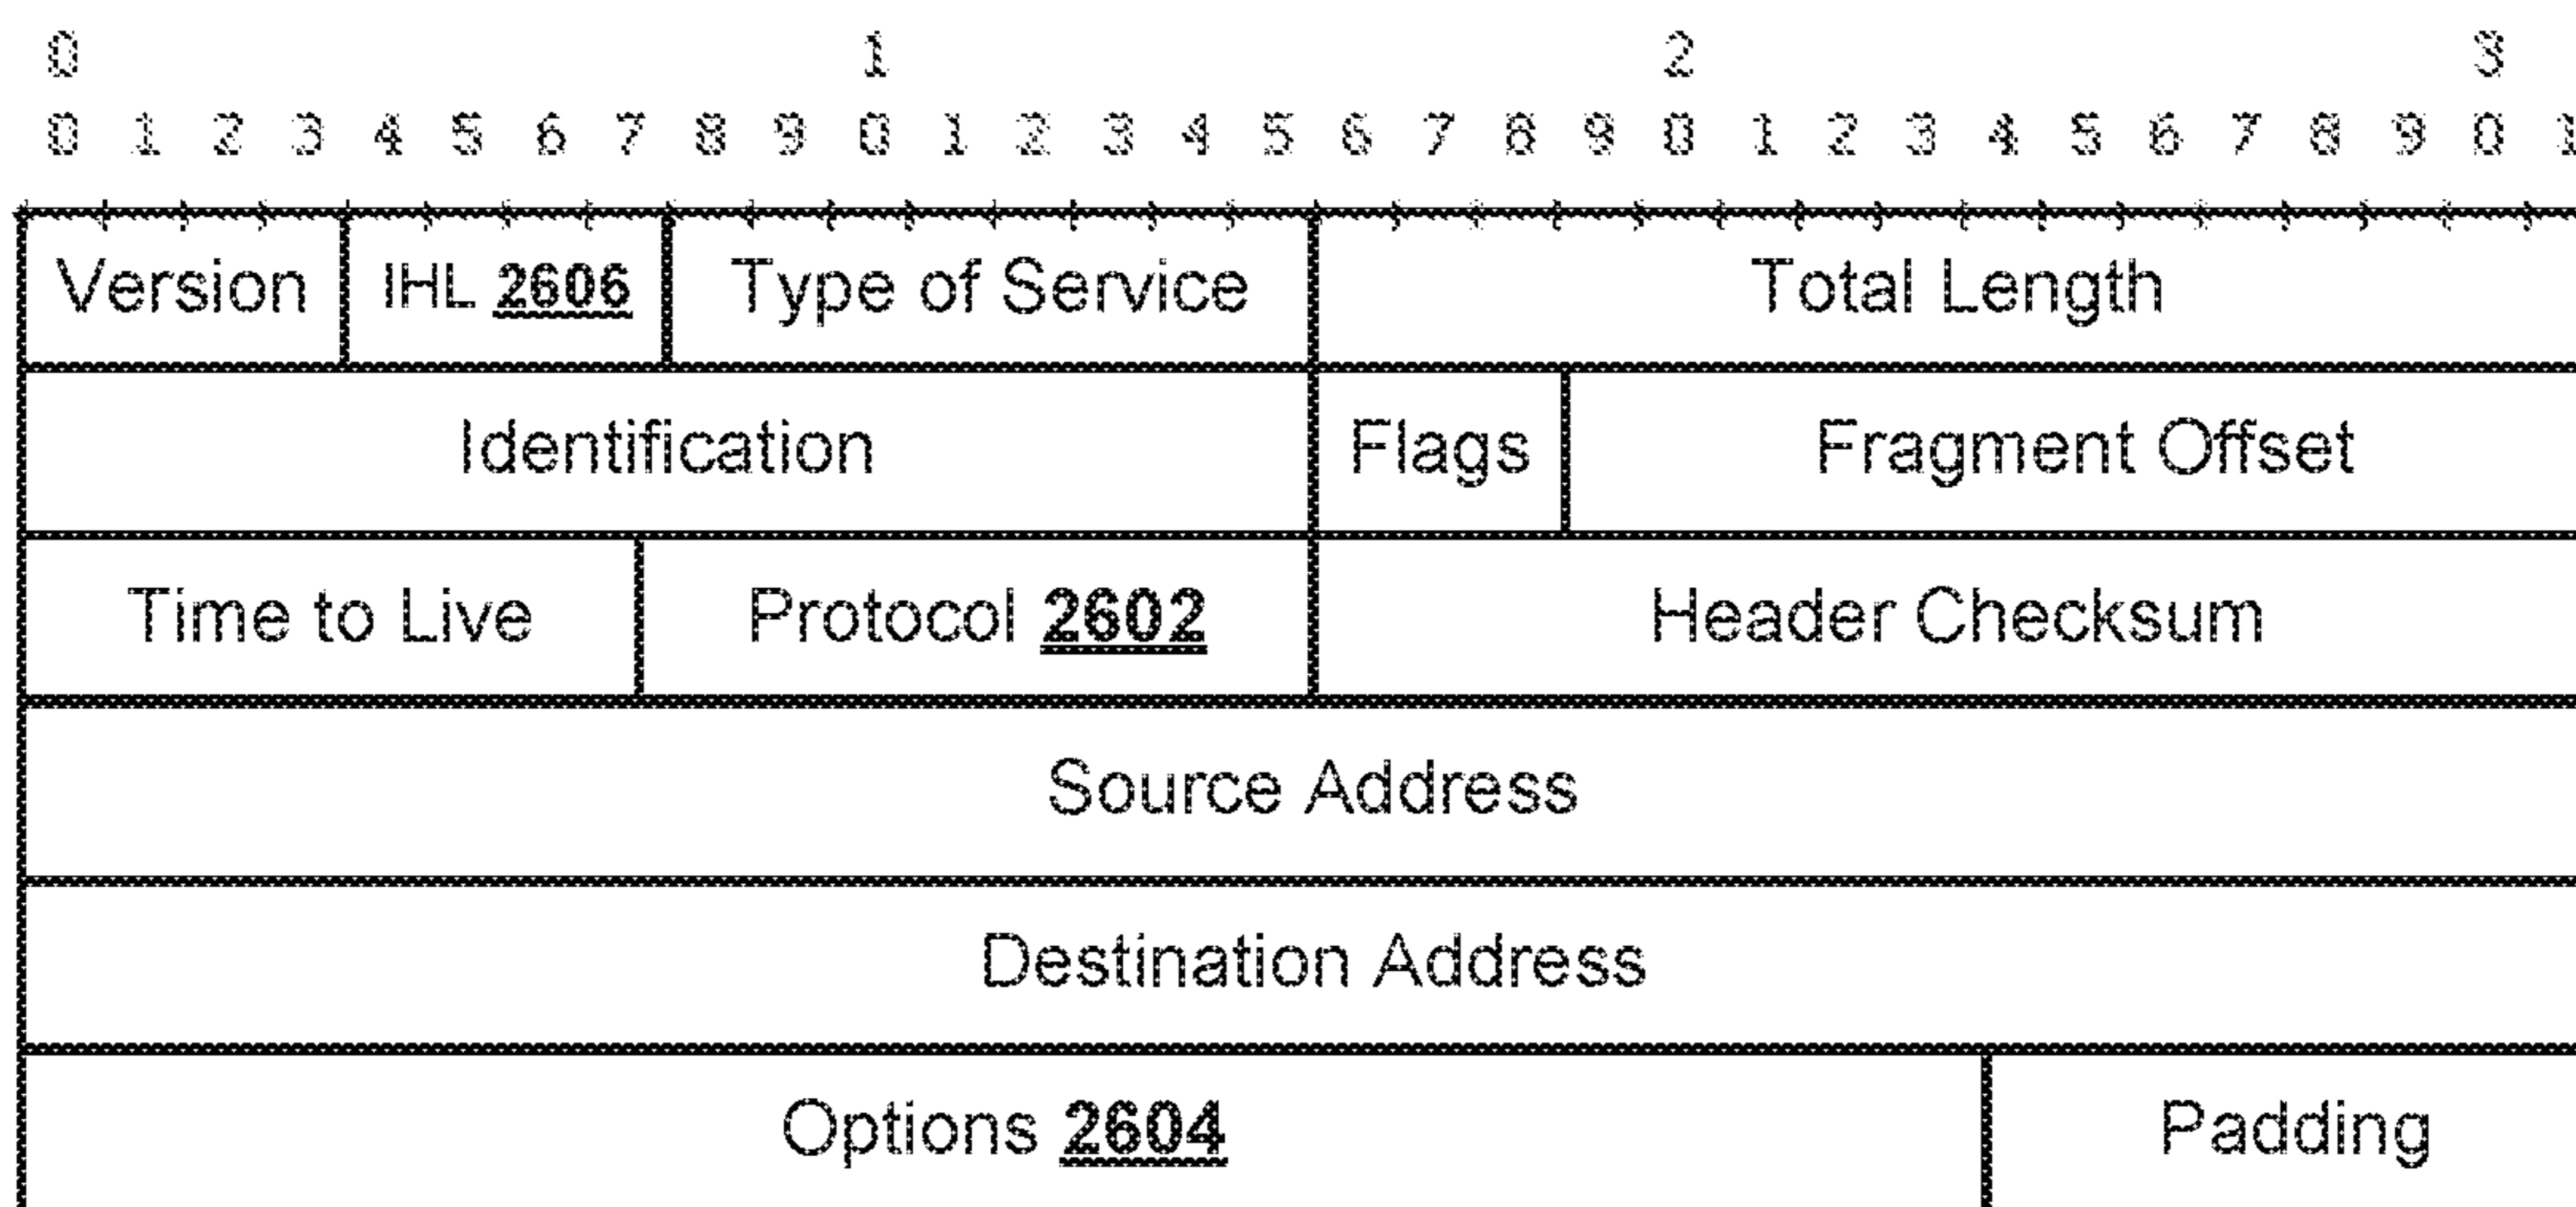 0 1 2 3
0 1 2 3 4 5 6 7 8 9 0 1 2 3 4 5 6 7 8 9 0 1 2 3 4 5 6 7 8 9 0 1
Version IHL 2606 Type of Service Total Length
Identification Flags Fragment Offset
Time to Live Protocol 2602 Header Checksum
Source Address
Destination Address
Options 2604 Padding